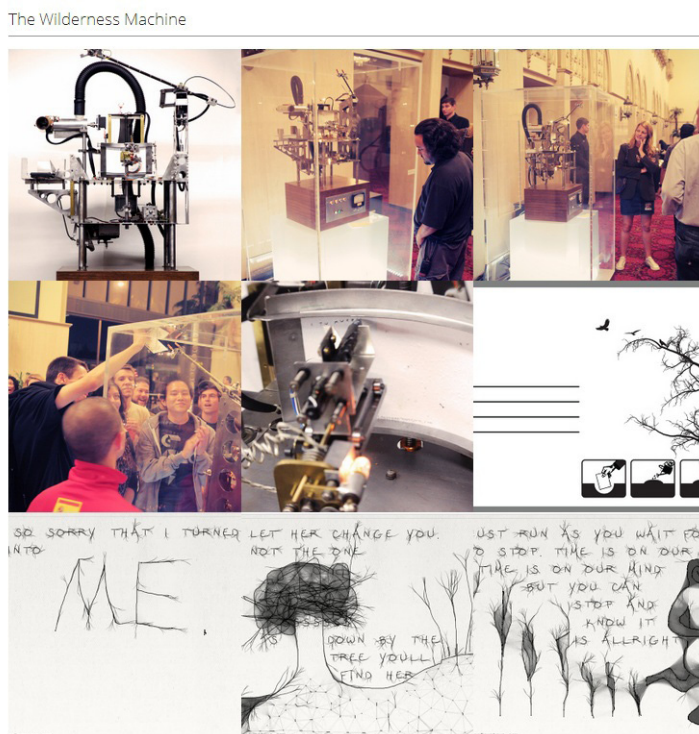 The Wilderness Machine
SO SORRY THAT I TURNED
INTO
ME.
LET HER CHANGE YOU.
NOT THE ONE
DOWN BY THE
TREE YOULL
FIND HER
UST RUN AS YOU WAIT FO
O STOP. TIME IS ON OUR
TIME IS ON OUR MIND
BUT YOU CAN
STOP AND
KNOW IT
IS ALLRIGHT